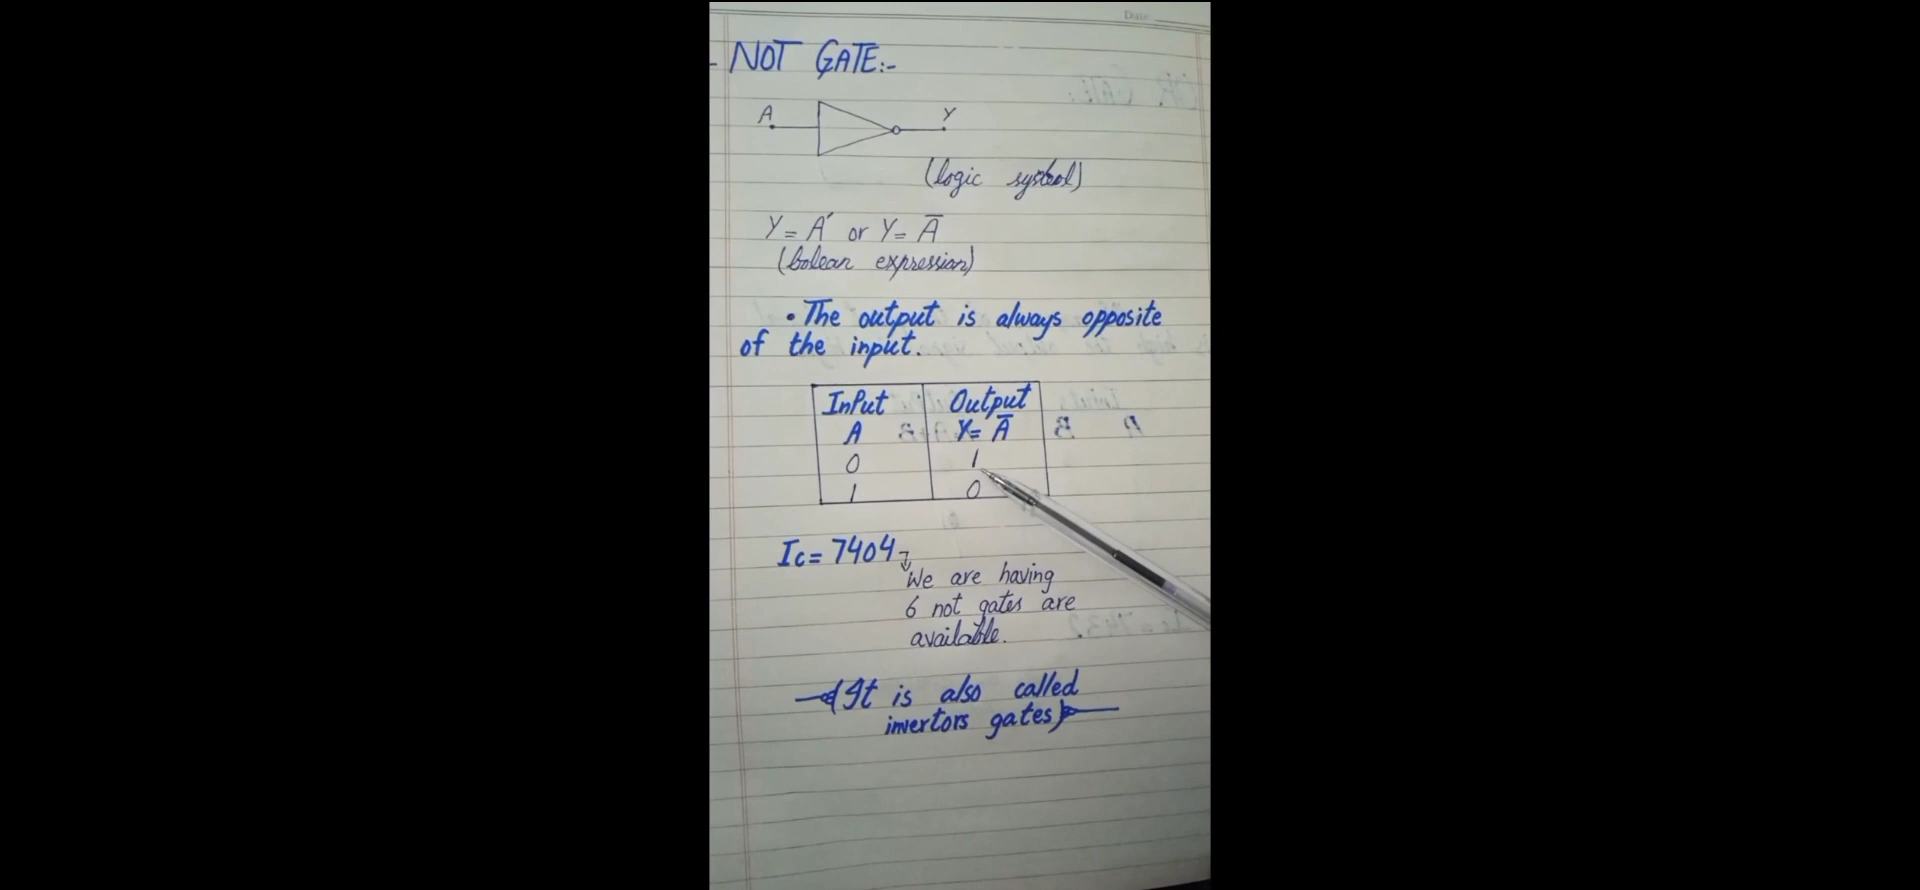 Date
NOT GATE:-
A Y
(logic symbol)
Y = A' or Y = A̅
(bolean expression)
• The output is always opposite
of the input.
InPut Output
A Y = A̅
0 1
1 0
Ic = 7404
We are having
6 not gates are
available.
(It is also called
invertors gates)